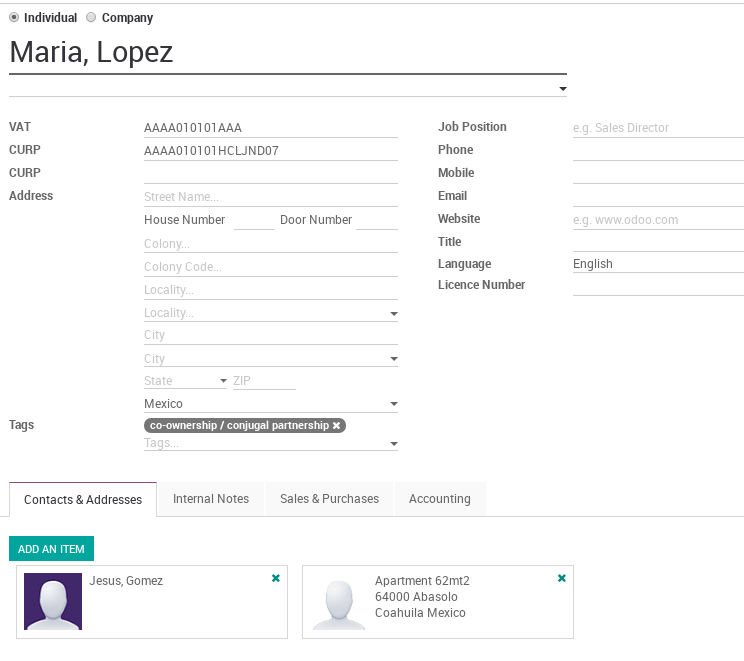 Individual Company
Maria, Lopez
VAT AAAA010101AAA
CURP AAAA010101HCLJND07
CURP
Address Street Name...
House Number Door Number
Colony...
Colony Code...
Locality...
Locality...
City
City
State ZIP
Mexico
Tags co-ownership / conjugal partnership ✖
Tags...
Job Position e.g. Sales Director
Phone
Mobile
Email
Website e.g. www.odoo.com
Title
Language English
Licence Number
Contacts & Addresses Internal Notes Sales & Purchases Accounting
ADD AN ITEM
Jesus, Gomez ✖
Apartment 62mt2 ✖
64000 Abasolo
Coahuila Mexico